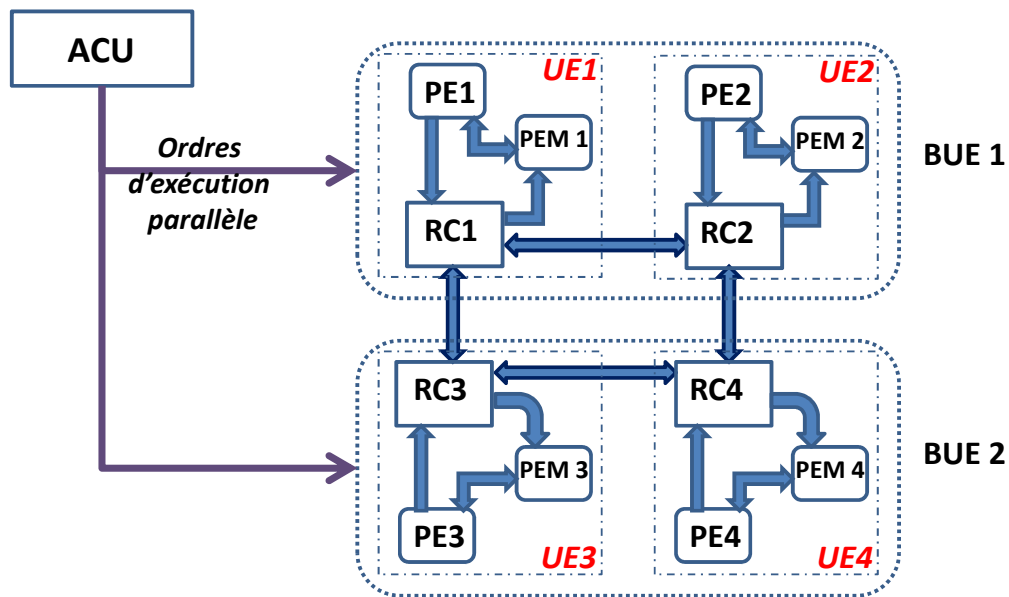 ACU
Ordres
d'exécution
parallèle
UE1
UE2
PE1
PE2
PEM 1
PEM 2
BUE 1
RC1
RC2
RC3
RC4
BUE 2
PEM 3
PEM 4
PE3
PE4
UE3
UE4